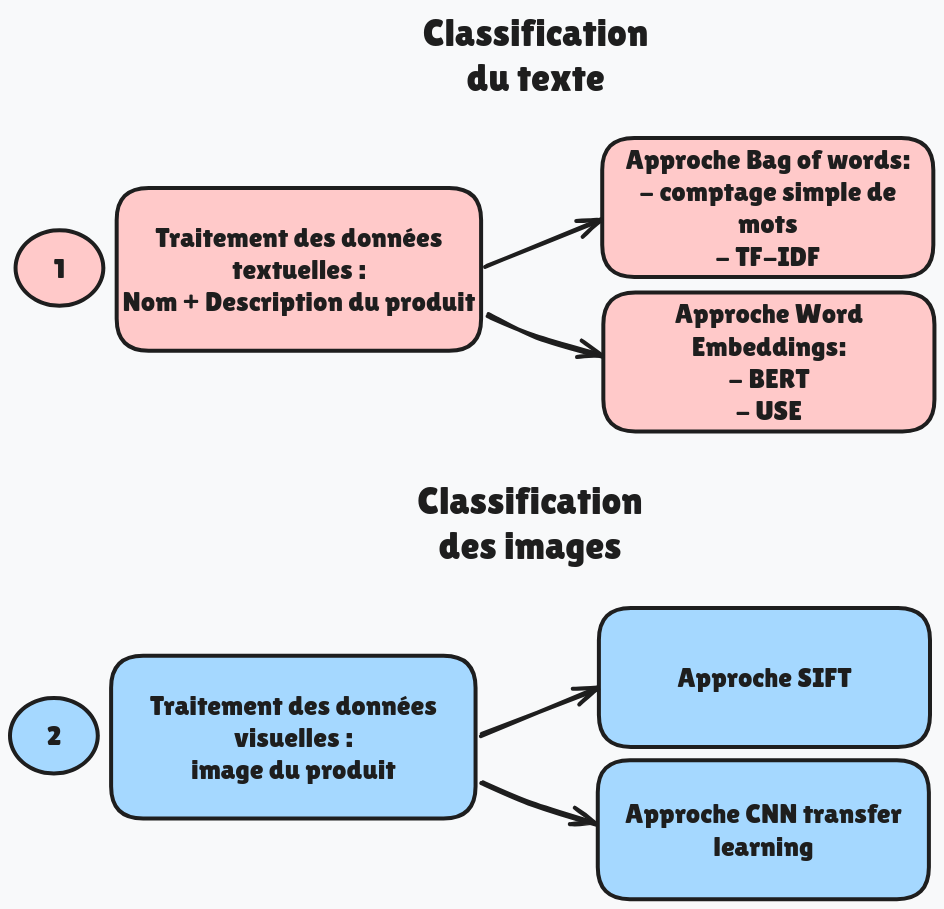 Classification
du texte
1
Traitement des données
textuelles :
Nom + Description du produit
Approche Bag of words:
- comptage simple de
mots
- TF-IDF
Approche Word
Embeddings:
- BERT
- USE
Classification
des images
2
Traitement des données
visuelles :
image du produit
Approche SIFT
Approche CNN transfer
learning